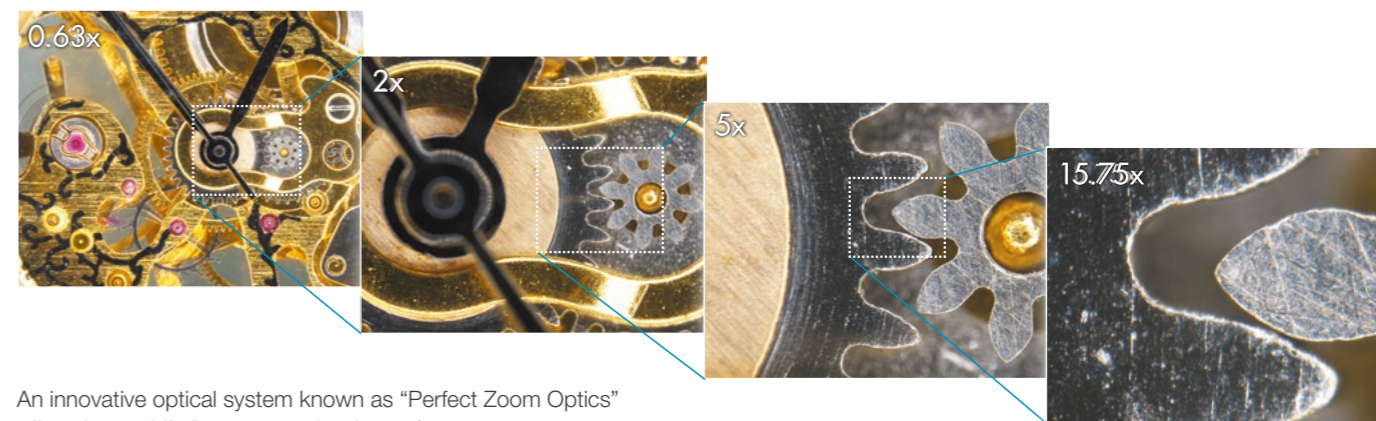 0.63x
2x
5x
15.75x
An innovative optical system known as “Perfect Zoom Optics”